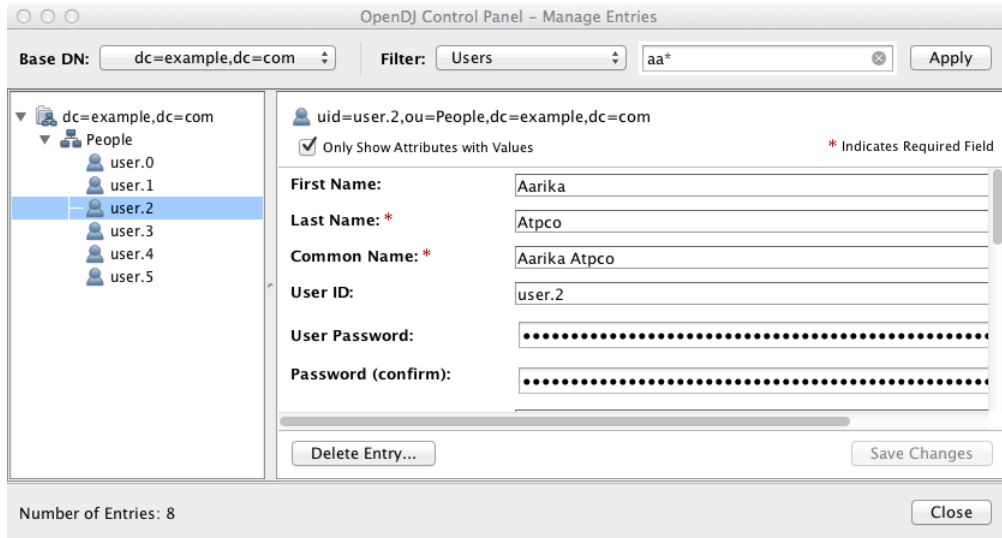 OpenDJ Control Panel – Manage Entries
Base DN: dc=example,dc=com Filter: Users aa* Apply
dc=example,dc=com
People
user.0
user.1
user.2
user.3
user.4
user.5
uid=user.2,ou=People,dc=example,dc=com
Only Show Attributes with Values * Indicates Required Field
First Name: Aarika
Last Name: * Atpco
Common Name: * Aarika Atpco
User ID: user.2
User Password: ••••••••••••••••••••••••••••••••••••••••••••••
Password (confirm): ••••••••••••••••••••••••••••••••••••••••••••••
Delete Entry... Save Changes
Number of Entries: 8 Close